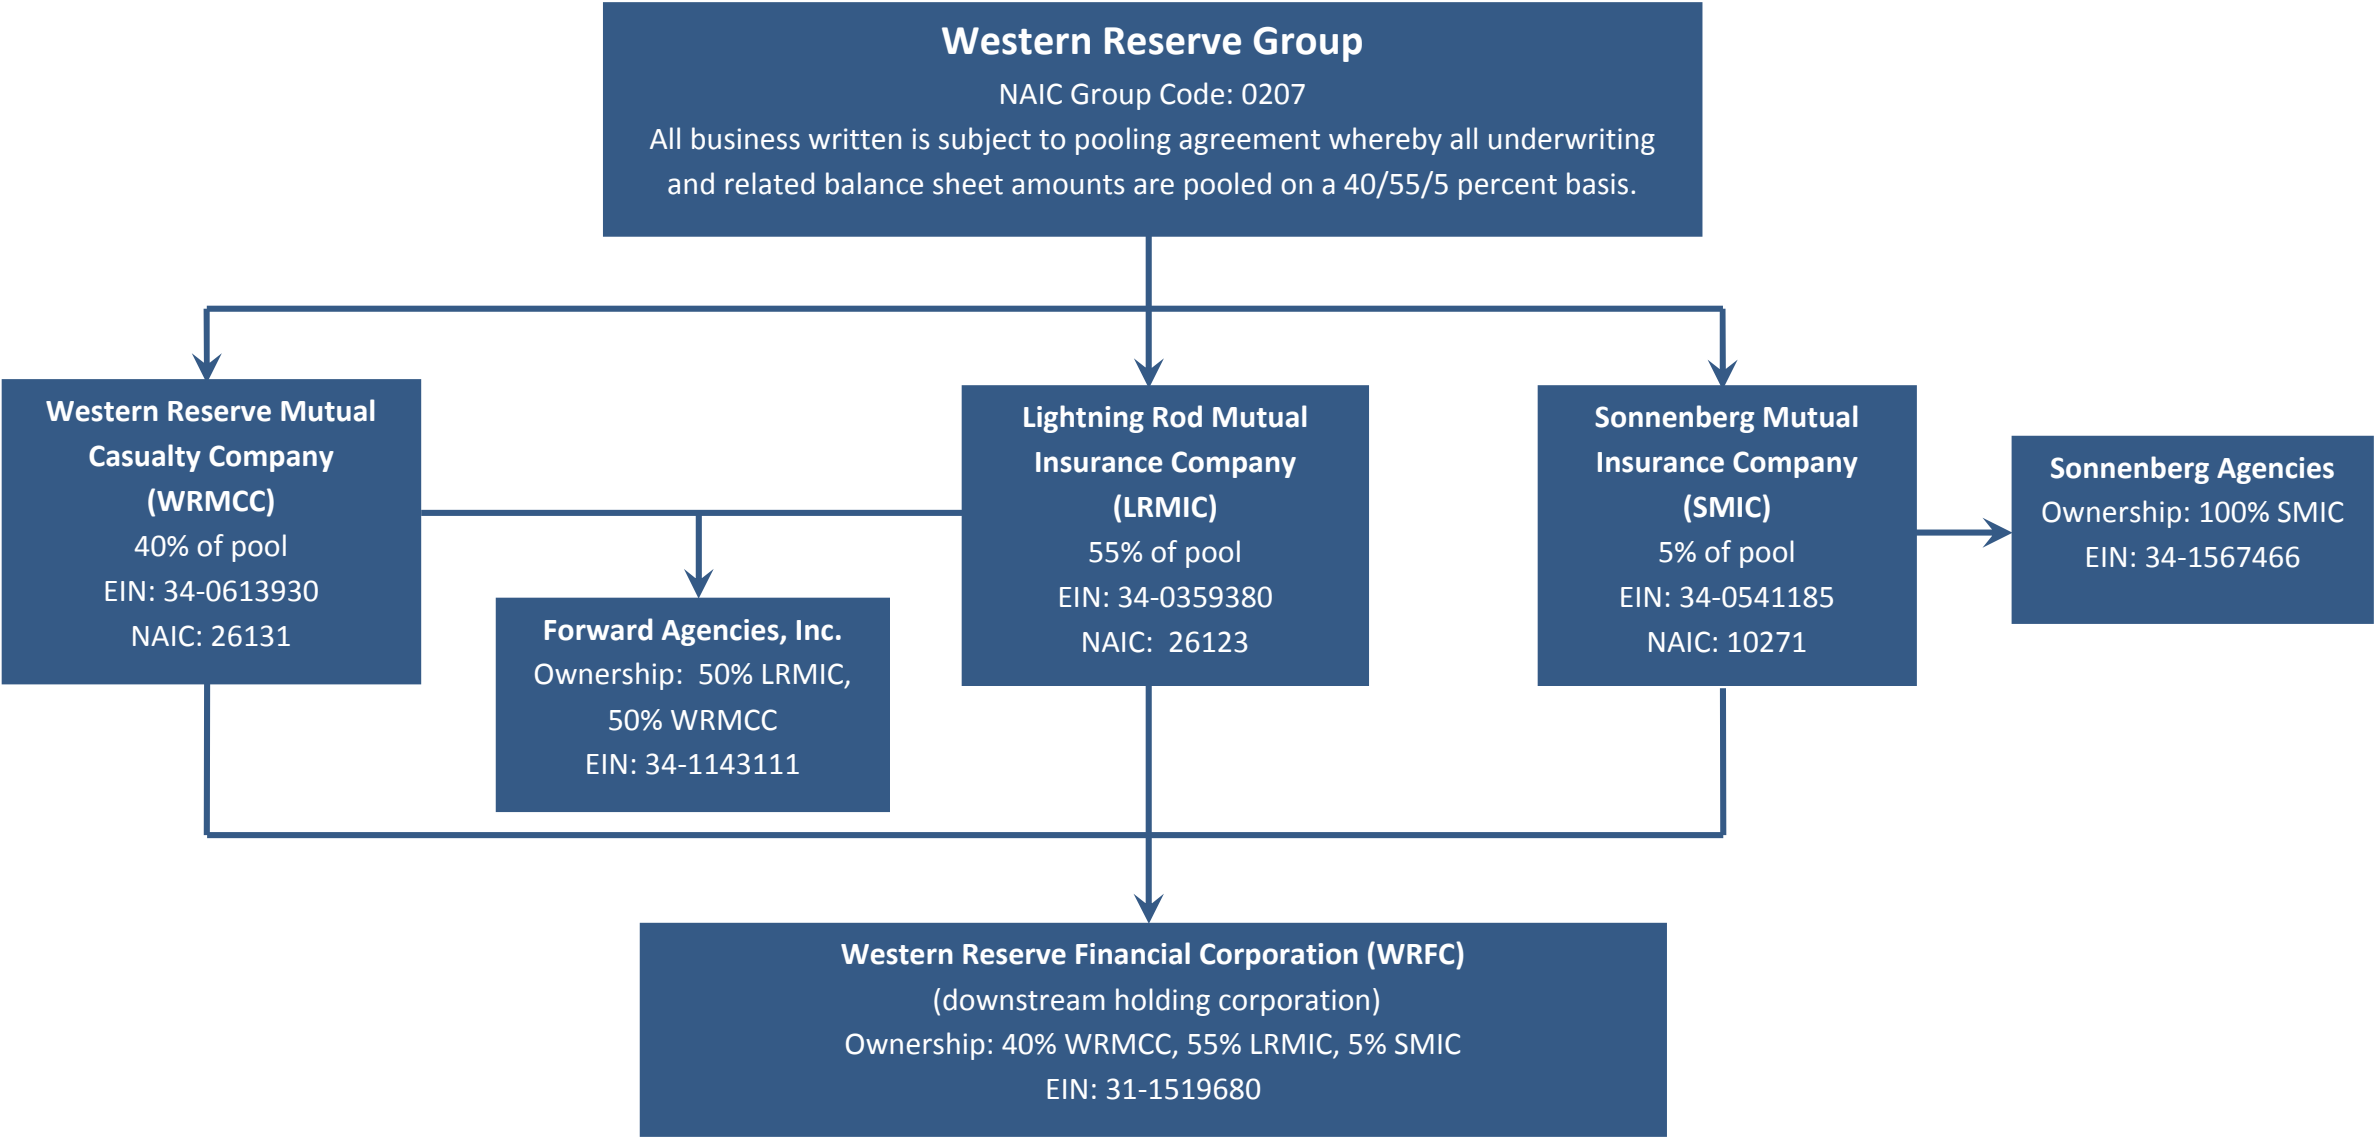 Western Reserve Group
NAIC Group Code: 0207
All business written is subject to pooling agreement whereby all underwriting
and related balance sheet amounts are pooled on a 40/55/5 percent basis.
Western Reserve Mutual
Casualty Company
(WRMCC)
40% of pool
EIN: 34-0613930
NAIC: 26131
Forward Agencies, Inc.
Ownership:  50% LRMIC,
50% WRMCC
EIN: 34-1143111
Lightning Rod Mutual
Insurance Company
(LRMIC)
55% of pool
EIN: 34-0359380
NAIC:  26123
Sonnenberg Mutual
Insurance Company
(SMIC)
5% of pool
EIN: 34-0541185
NAIC: 10271
Sonnenberg Agencies
Ownership: 100% SMIC
EIN: 34-1567466
Western Reserve Financial Corporation (WRFC)
(downstream holding corporation)
Ownership: 40% WRMCC, 55% LRMIC, 5% SMIC
EIN: 31-1519680